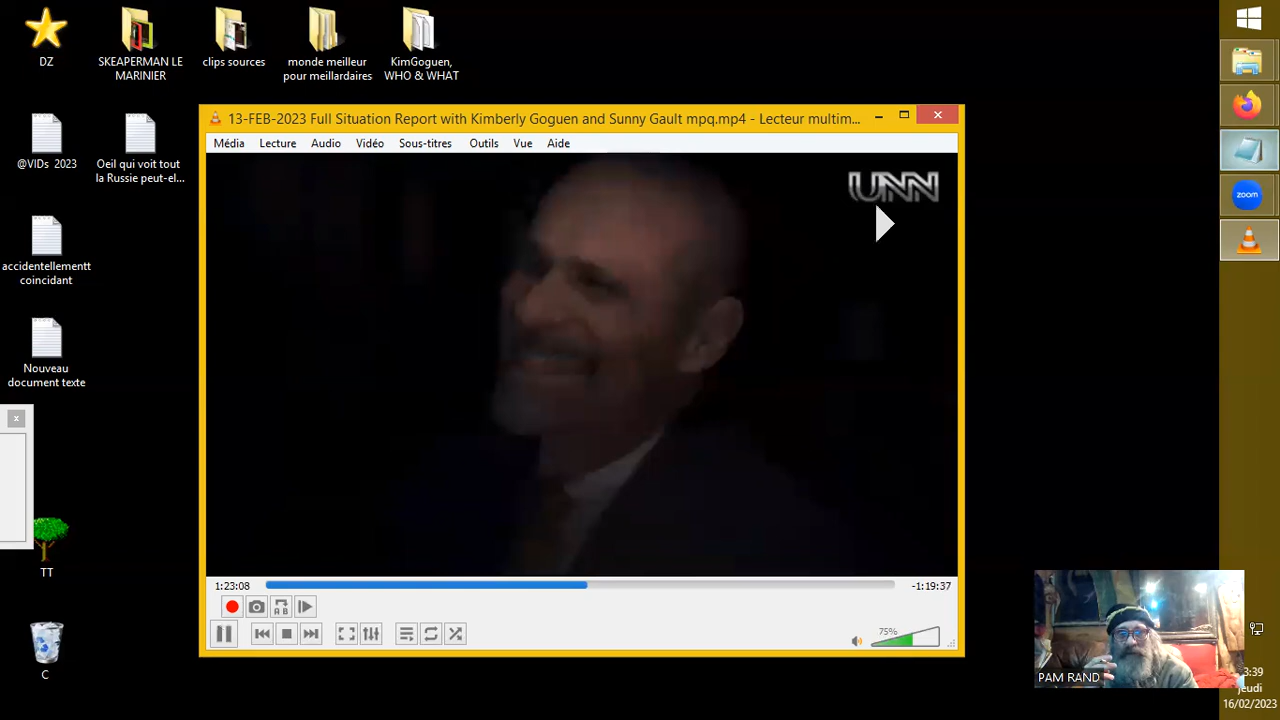 DZ
SKEAPERMAN LE
MARINIER
clips sources
monde meilleur
pour meillardaires
KimGoguen,
WHO & WHAT
@VIDs 2023
Oeil qui voit tout
la Russie peut-el...
accidentellementt
coincidant
Nouveau
document texte
x
TT
C
13-FEB-2023 Full Situation Report with Kimberly Goguen and Sunny Gault mpq.mp4 - Lecteur multim...
Média Lecture Audio Vidéo Sous-titres Outils Vue Aide
UNN
1:23:08
-1:19:37
A B
75%
zoom
PAM RAND
3:39
jeudi
16/02/2023